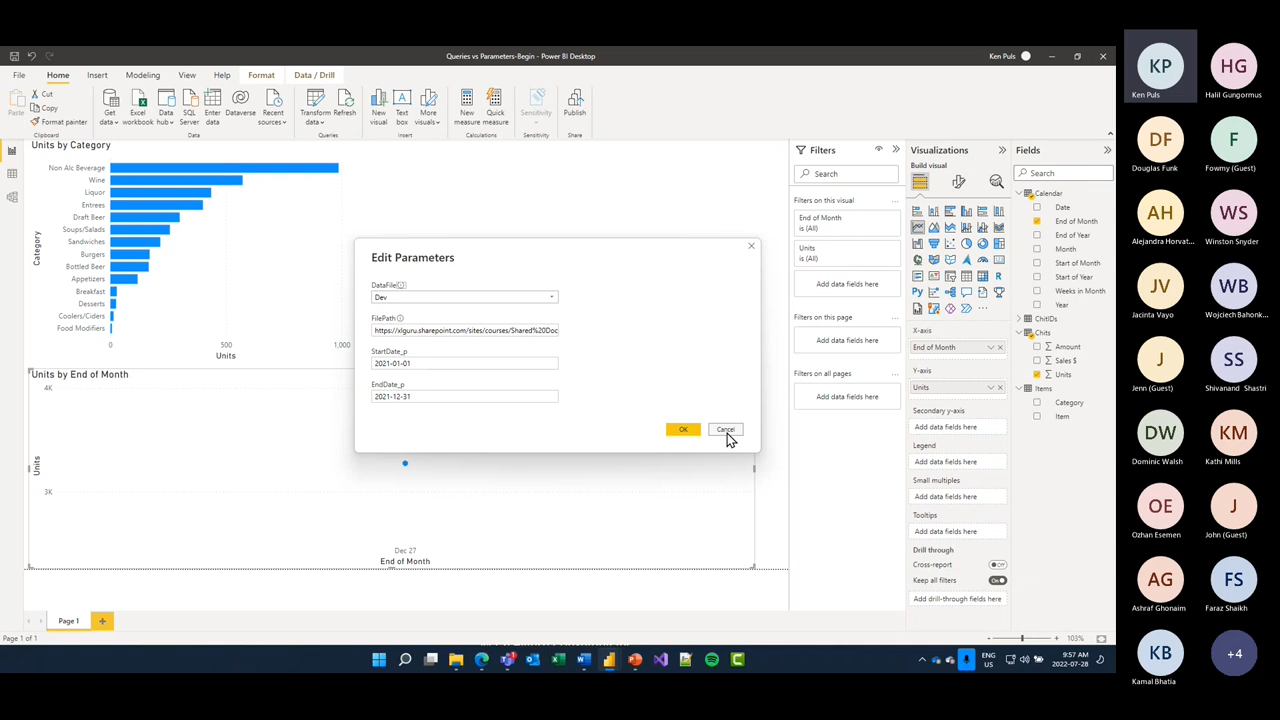 Queries vs Parameters-Begin - Power BI Desktop
Ken Puls
File Home Insert Modeling View Help Format Data / Drill
Paste
Cut
Copy
Format painter
Get data
Excel workbook
Data hub
SQL Server
Enter data
Dataverse
Recent sources
Transform data
Refresh
New visual
Text box
More visuals
New measure
Quick measure
Sensitivity
Publish
Clipboard Data Queries Insert Calculations Sensitivity Share
Units by Category
Non Alc Beverage
Wine
Liquor
Entrees
Draft Beer
Soups/Salads
Sandwiches
Burgers
Bottled Beer
Appetizers
Breakfast
Desserts
Coolers/Ciders
Food Modifiers
Category
0 500 1,000
Units
Units by End of Month
4K
3K
Units
Dec 27
End of Month
Edit Parameters
DataFile
Dev
FilePath
https://xlguru.sharepoint.com/sites/courses/Shared%20Doc
StartDate_p
2021-01-01
EndDate_p
2021-12-31
OK Cancel
Filters
Search
Filters on this visual
End of Month
is (All)
Units
is (All)
Add data fields here
Filters on this page
Add data fields here
Filters on all pages
Add data fields here
Visualizations
Build visual
X-axis
End of Month
Y-axis
Units
Secondary y-axis
Add data fields here
Legend
Add data fields here
Small multiples
Add data fields here
Tooltips
Add data fields here
Drill through
Cross-report Off
Keep all filters On
Add drill-through fields here
Fields
Search
Calendar
Date
End of Month
End of Year
Month
Start of Month
Start of Year
Weeks in Month
Year
ChitIDs
Chits
Amount
Sales $
Units
Items
Category
Item
Page 1
Page 1 of 1
103%
ENG
US
9:57 AM
2022-07-28
KP
Ken Puls
HG
Halil Gungormus
DF
Douglas Funk
F
Fowmy (Guest)
AH
Alejandra Horvat...
WS
Winston Snyder
JV
Jacinta Vayo
WB
Wojciech Bahonk...
J
Jenn (Guest)
SS
Shivanand Shastri
DW
Dominic Walsh
KM
Kathi Mills
OE
Ozhan Esemen
J
John (Guest)
AG
Ashraf Ghonaim
FS
Faraz Shaikh
KB
Kamal Bhatia
+4